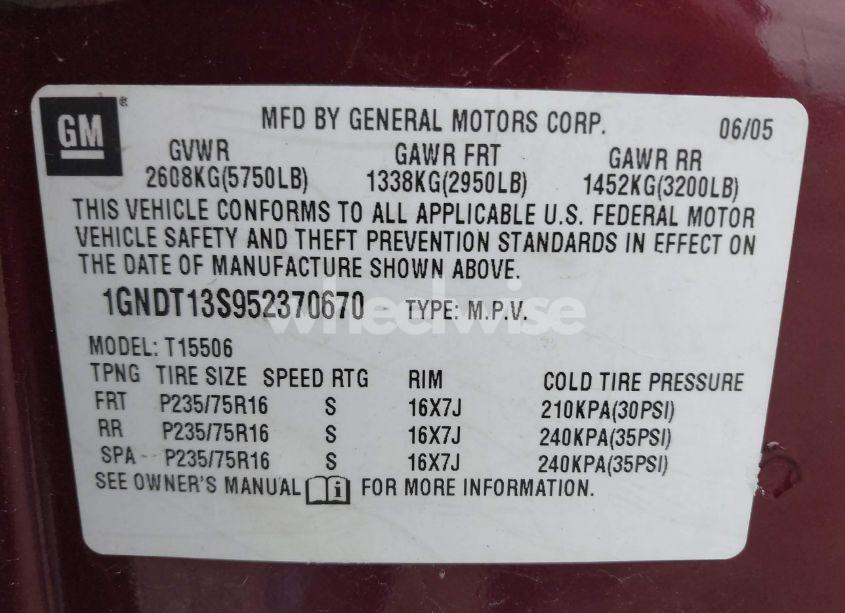 GM ®
MFD BY GENERAL MOTORS CORP. 06/05
GVWR GAWR FRT GAWR RR
2608KG(5750LB) 1338KG(2950LB) 1452KG(3200LB)
THIS VEHICLE CONFORMS TO ALL APPLICABLE U.S. FEDERAL MOTOR
VEHICLE SAFETY AND THEFT PREVENTION STANDARDS IN EFFECT ON
THE DATE OF MANUFACTURE SHOWN ABOVE.
1GNDT13S952370670 TYPE: M.P.V.
wheelwise
MODEL: T15506
TPNG TIRE SIZE SPEED RTG RIM COLD TIRE PRESSURE
FRT P235/75R16 S 16X7J 210KPA(30PSI)
RR P235/75R16 S 16X7J 240KPA(35PSI)
SPA P235/75R16 S 16X7J 240KPA(35PSI)
SEE OWNER'S MANUAL i FOR MORE INFORMATION.